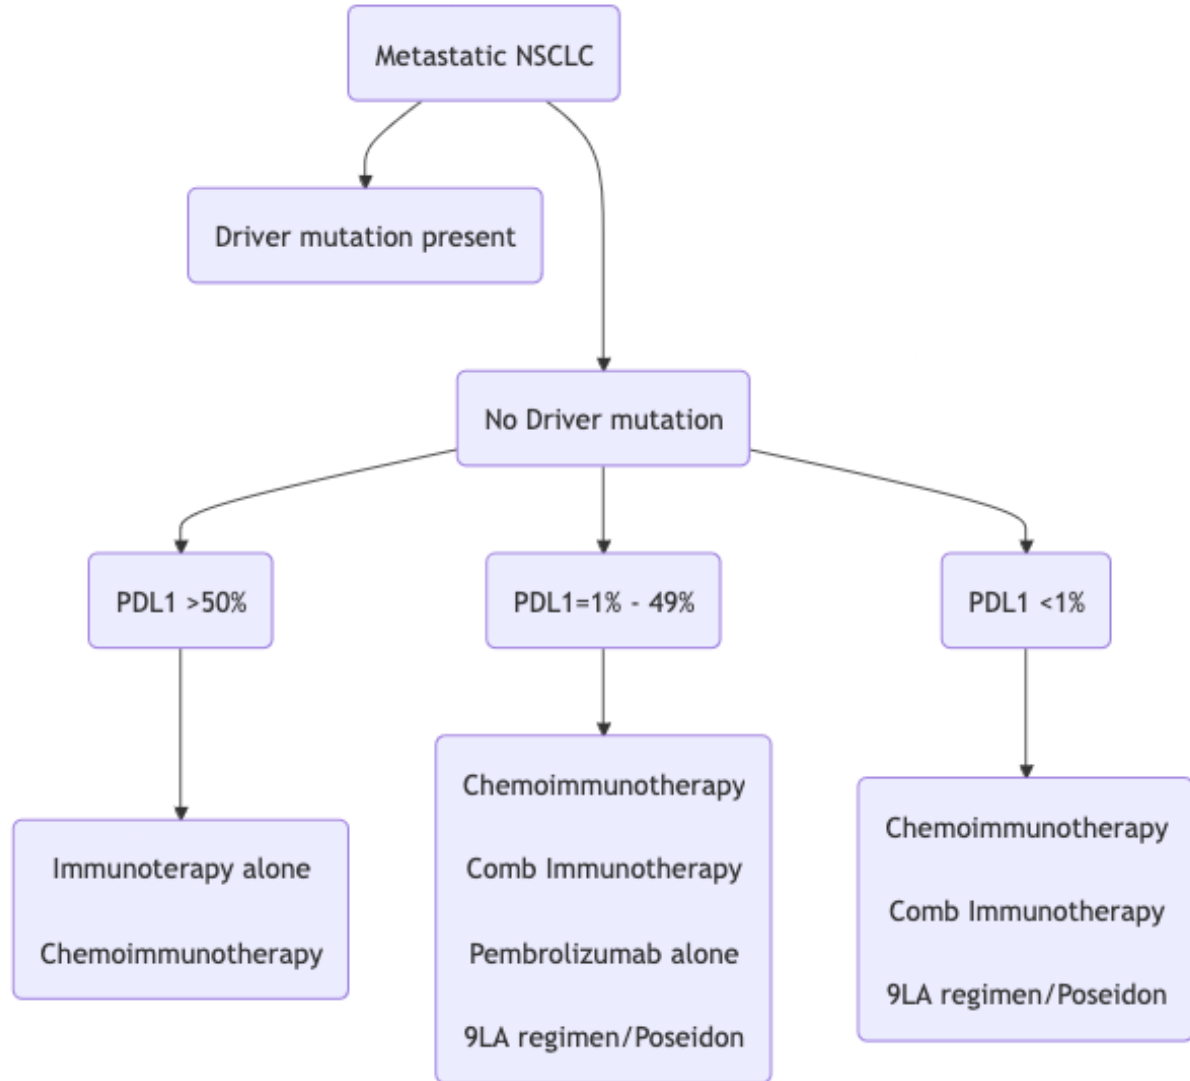 Metastatic NSCLC
Driver mutation present
No Driver mutation
PDL1 >50%
PDL1=1% - 49%
PDL1 <1%
Immunoterapy alone
Chemoimmunotherapy
Chemoimmunotherapy
Comb Immunotherapy
Pembrolizumab alone
9LA regimen/Poseidon
Chemoimmunotherapy
Comb Immunotherapy
9LA regimen/Poseidon